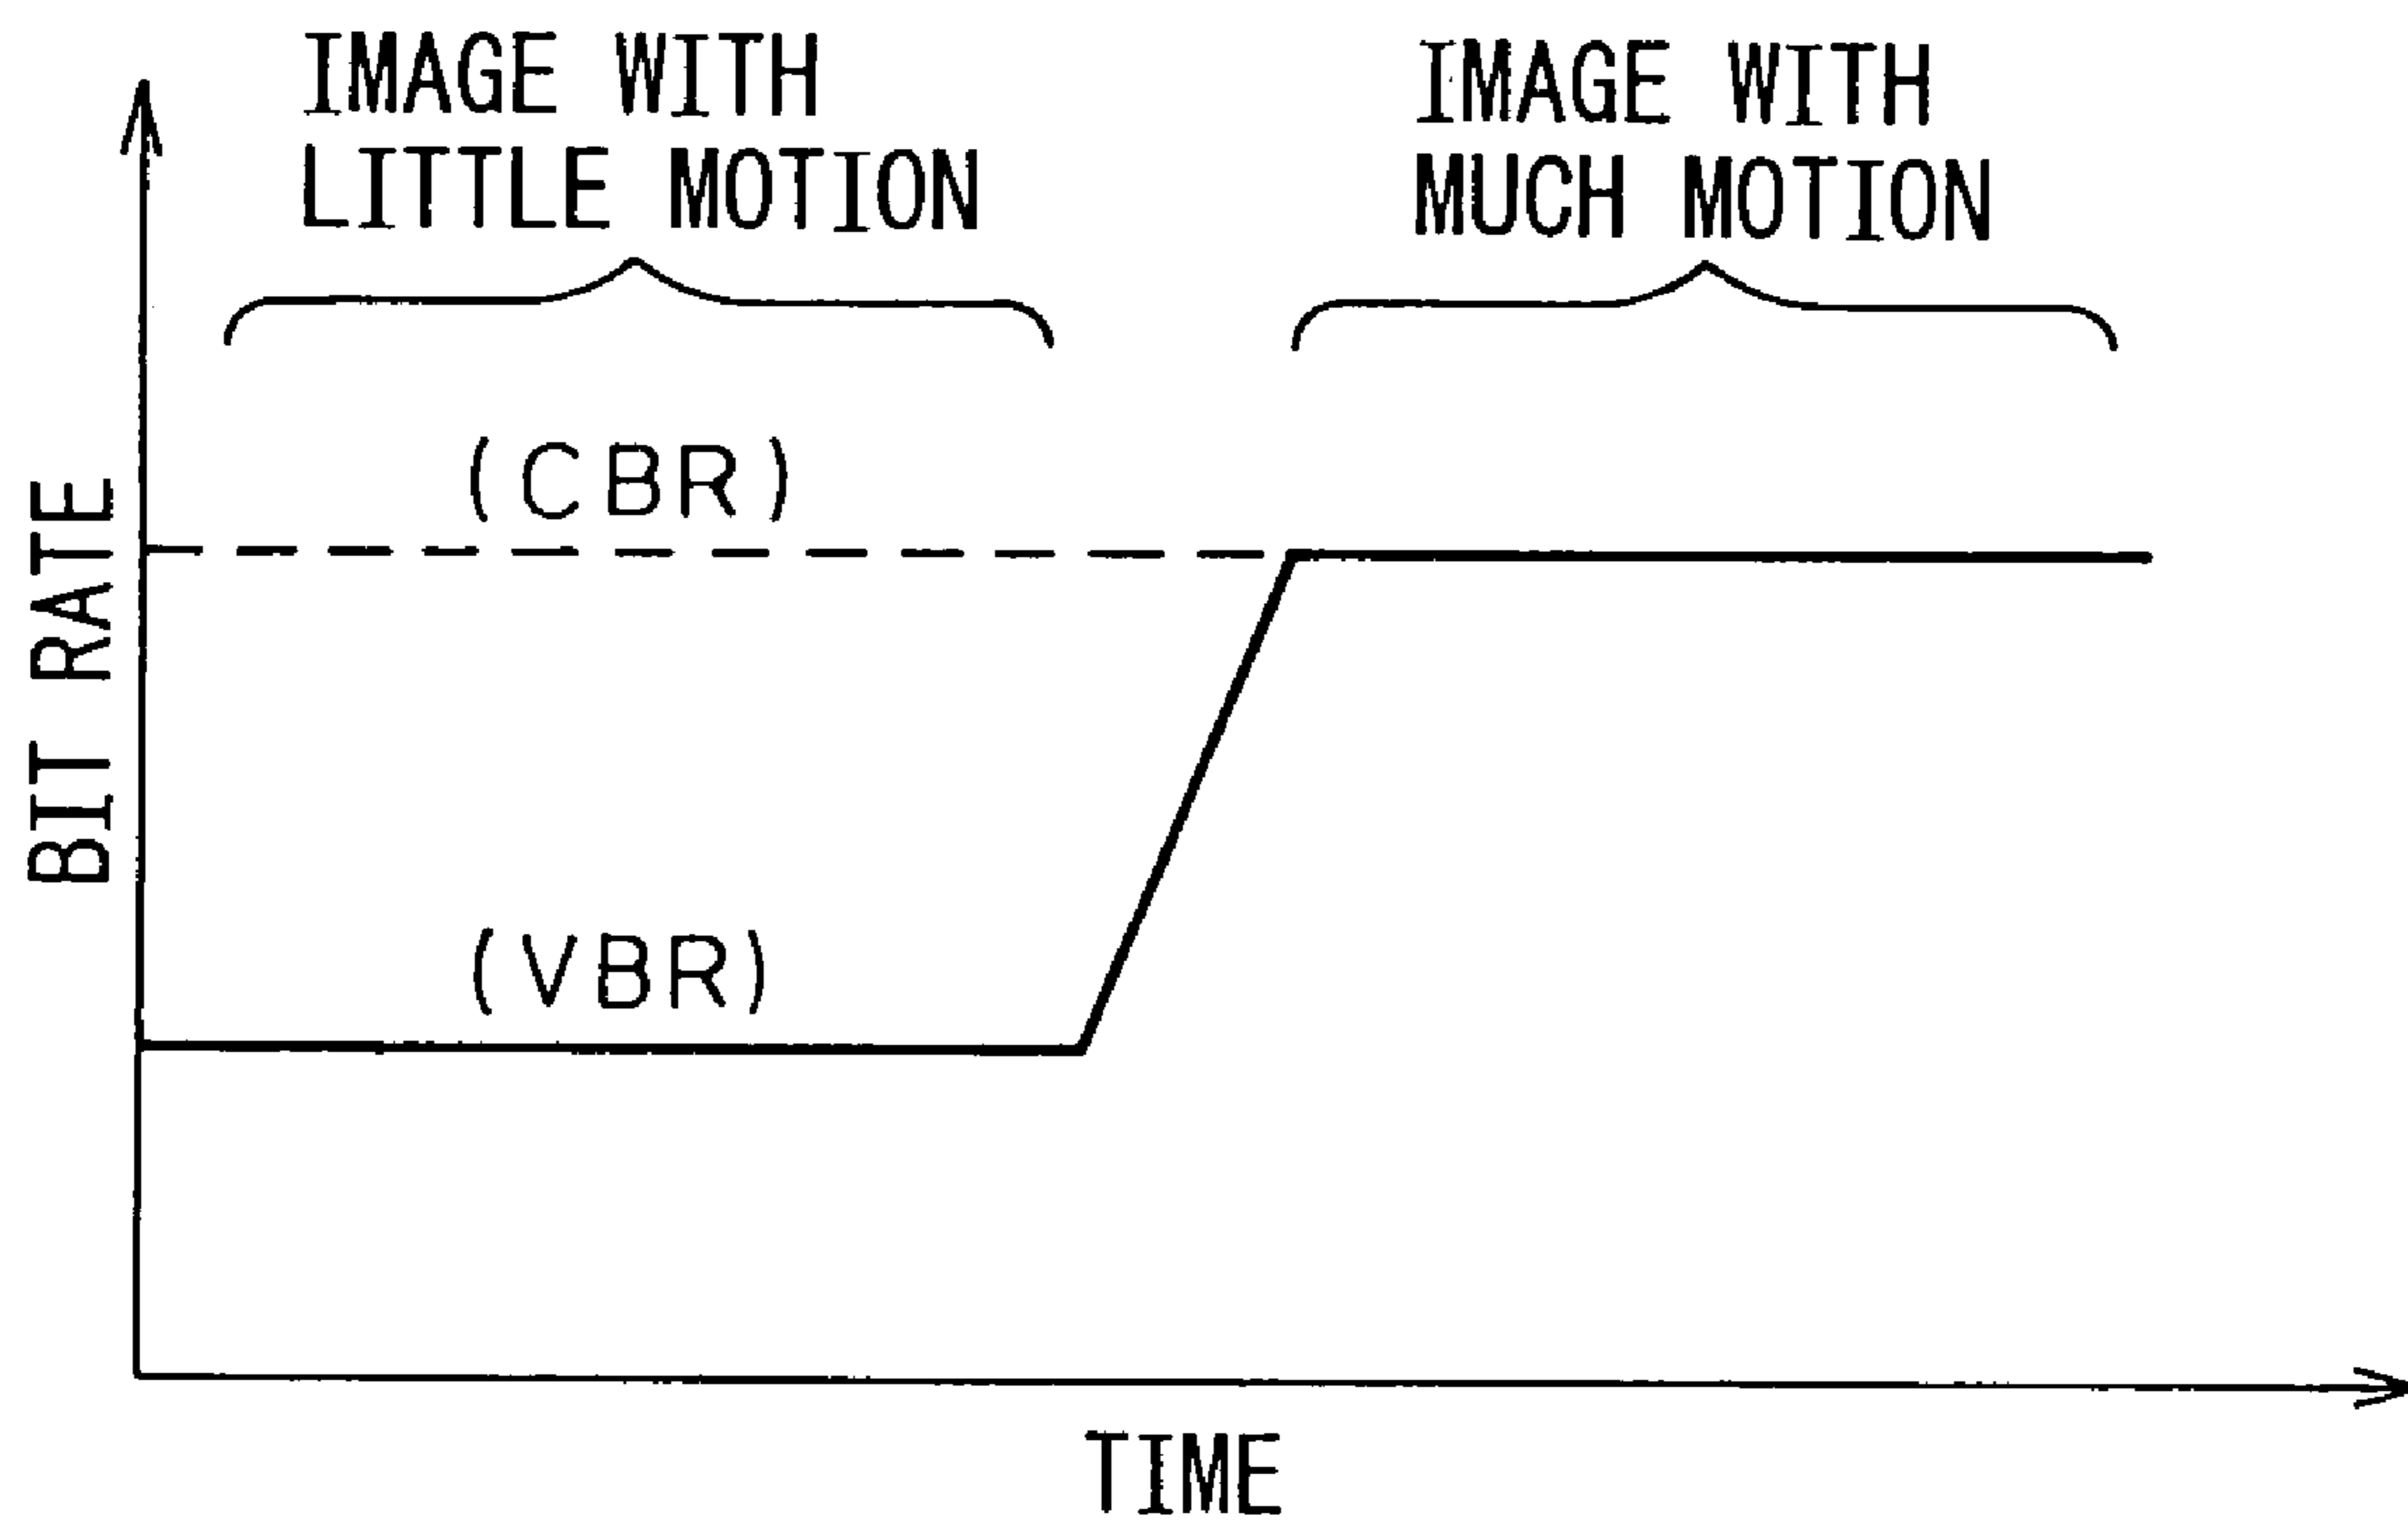 IMAGE WITH
LITTLE MOTION
IMAGE WITH
MUCH MOTION
(CBR)
BIT RATE
(VBR)
TIME